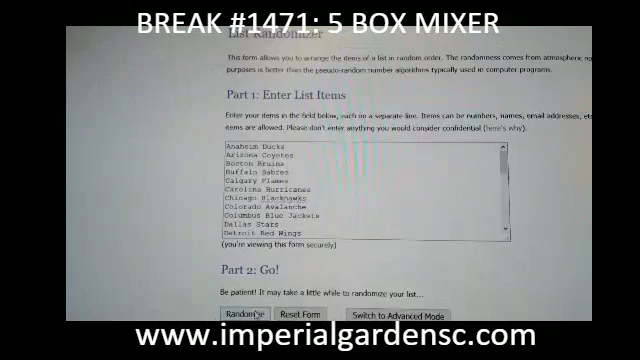 BREAK #1471: 5 BOX MIXER
List Randomizer
This form allows you to arrange the items of a list in random order. The randomness comes from atmospheric
purposes is better than the pseudo-random number algorithms typically used in computer programs.
Part 1: Enter List Items
Enter your items in the field below, each on a separate line. Items can be numbers, names, email addresses,
items are allowed. Please don't enter anything you would consider confidential (here's why):
Anaheim Ducks
Arizona Coyotes
Boston Bruins
Buffalo Sabres
Calgary Flames
Carolina Hurricanes
Chicago Blackhawks
Colorado Avalanche
Columbus Blue Jackets
Dallas Stars
Detroit Red Wings
(you're viewing this form securely)
Part 2: Go!
Be patient! It may take a little while to randomize your list...
Randomize Reset Form Switch to Advanced Mode
www.imperialgardensc.com